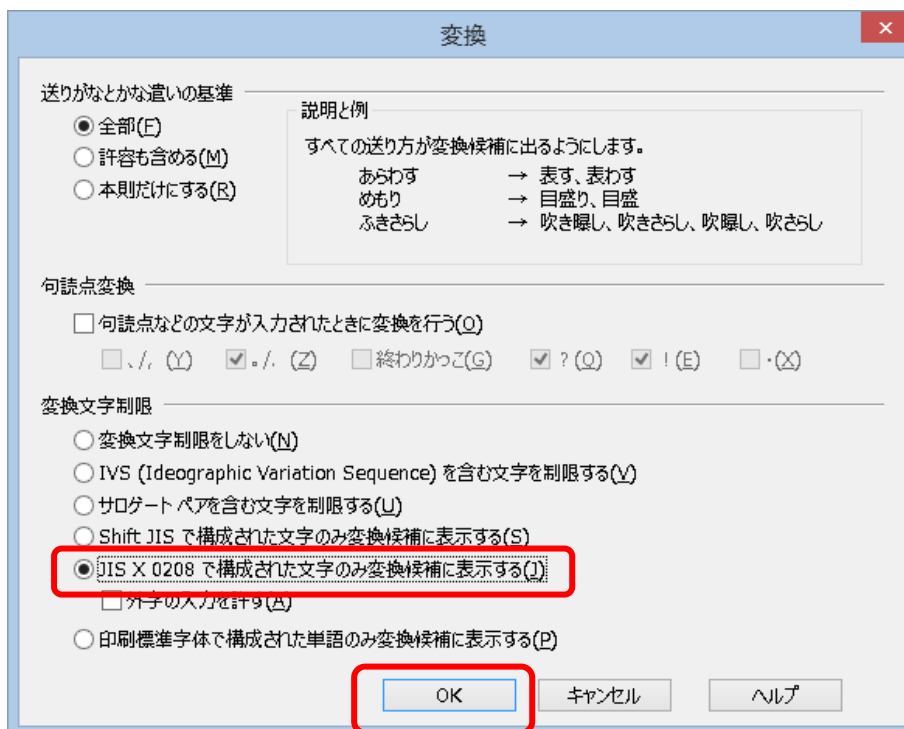 変換
送りがなとかな遣いの基準
全部(F)
許容も含める(M)
本則だけにする(R)
説明と例
すべての送り方が変換候補に出るようにします。
あらわす → 表す、表わす
めもり → 目盛り、目盛
ふきさらし → 吹き曝し、吹きさらし、吹曝し、吹さらし
句読点変換
句読点などの文字が入力されたときに変換を行う(O)
、/, (Y) 。/. (Z) 終わりかっこ(G) ? (Q) ! (E) ・(X)
変換文字制限
変換文字制限をしない(N)
IVS (Ideographic Variation Sequence) を含む文字を制限する(V)
サロゲート ペアを含む文字を制限する(U)
Shift JIS で構成された文字のみ変換候補に表示する(S)
JIS X 0208 で構成された文字のみ変換候補に表示する(J)
外字の入力を許す(A)
印刷標準字体で構成された単語のみ変換候補に表示する(P)
OK キャンセル ヘルプ